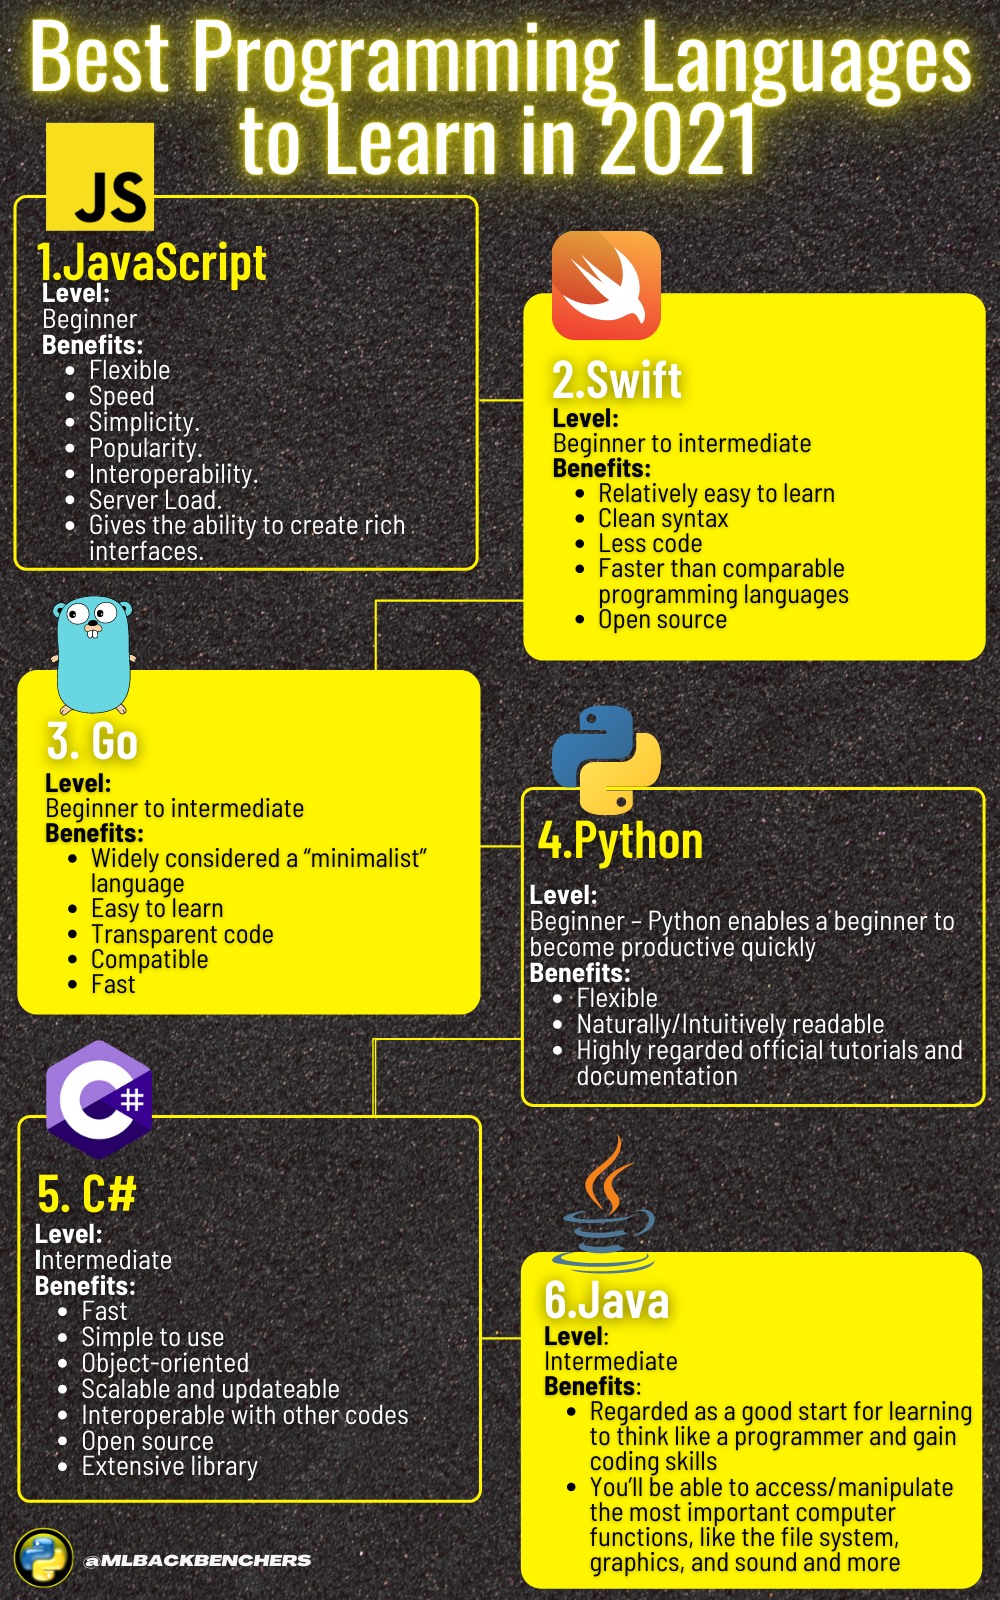 Best Programming Languages
to Learn in 2021
JS
1.JavaScript
Level:
Beginner
Benefits:
• Flexible
• Speed
• Simplicity.
• Popularity.
• Interoperability.
• Server Load.
• Gives the ability to create rich
interfaces.
2.Swift
Level:
Beginner to intermediate
Benefits:
• Relatively easy to learn
• Clean syntax
• Less code
• Faster than comparable
programming languages
• Open source
3. Go
Level:
Beginner to intermediate
Benefits:
• Widely considered a “minimalist”
language
• Easy to learn
• Transparent code
• Compatible
• Fast
4.Python
Level:
Beginner – Python enables a beginner to
become productive quickly
Benefits:
• Flexible
• Naturally/Intuitively readable
• Highly regarded official tutorials and
documentation
C#
5. C#
Level:
Intermediate
Benefits:
• Fast
• Simple to use
• Object-oriented
• Scalable and updateable
• Interoperable with other codes
• Open source
• Extensive library
6.Java
Level:
Intermediate
Benefits:
• Regarded as a good start for learning
to think like a programmer and gain
coding skills
• You’ll be able to access/manipulate
the most important computer
functions, like the file system,
graphics, and sound and more
@MLBACKBENCHERS